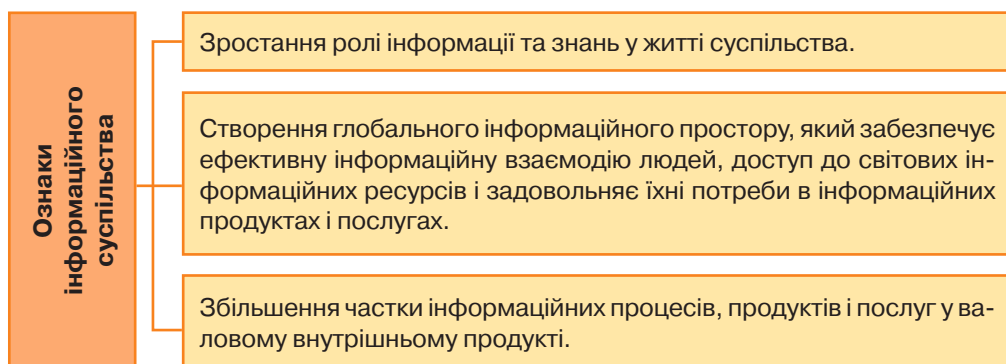 Ознаки
інформаційного
суспільства
Зростання ролі інформації та знань у житті суспільства.
Створення глобального інформаційного простору, який забезпечує
ефективну інформаційну взаємодію людей, доступ до світових ін-
формаційних ресурсів і задовольняє їхні потреби в інформаційних
продуктах і послугах.
Збільшення частки інформаційних процесів, продуктів і послуг у ва-
ловому внутрішньому продукті.